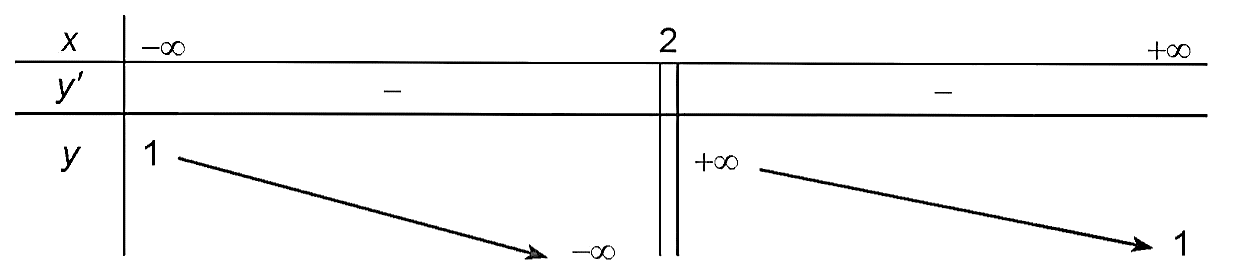 x −∞ 2 +∞
y′ − −
y 1 +∞
−∞ 1